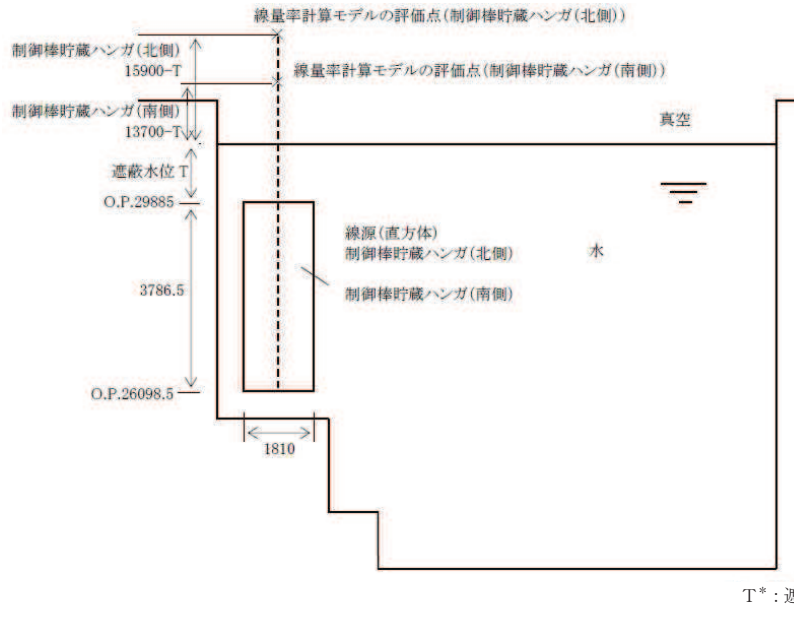 線量率計算モデルの評価点(制御棒貯蔵ハンガ(北側))
制御棒貯蔵ハンガ(北側)
15900-T
線量率計算モデルの評価点(制御棒貯蔵ハンガ(南側))
制御棒貯蔵ハンガ(南側)
13700-T
真空
遮蔽水位 T
O.P.29885
線源(直方体)
制御棒貯蔵ハンガ(北側)
水
制御棒貯蔵ハンガ(南側)
3786.5
O.P.26098.5
1810
T*:遮